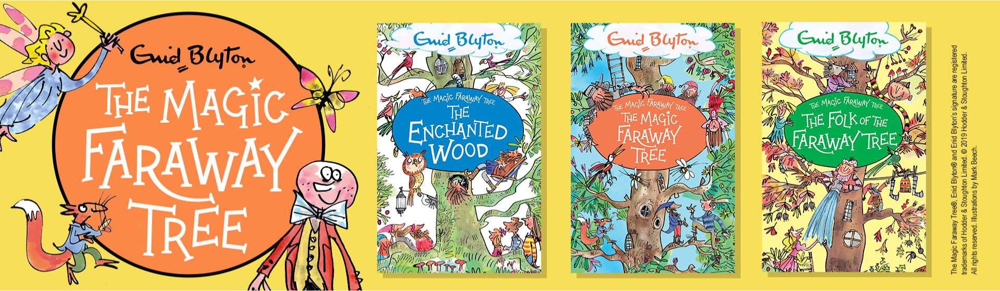 Enid Blyton®
THE MAGIC
FARAWAY
TREE
Enid Blyton
THE MAGIC FARAWAY TREE
THE
ENCHANTED
WOOD
Enid Blyton
THE MAGIC FARAWAY TREE
THE MAGIC
FARAWAY
TREE
Enid Blyton
THE MAGIC FARAWAY TREE
THE FOLK OF THE
FARAWAY TREE
The Magic Faraway Tree®, Enid Blyton® and Enid Blyton's signature are registered
trademarks of Hodder & Stoughton Limited. © 2019 Hodder & Stoughton Limited.
All rights reserved. Illustrations by Mark Beech.